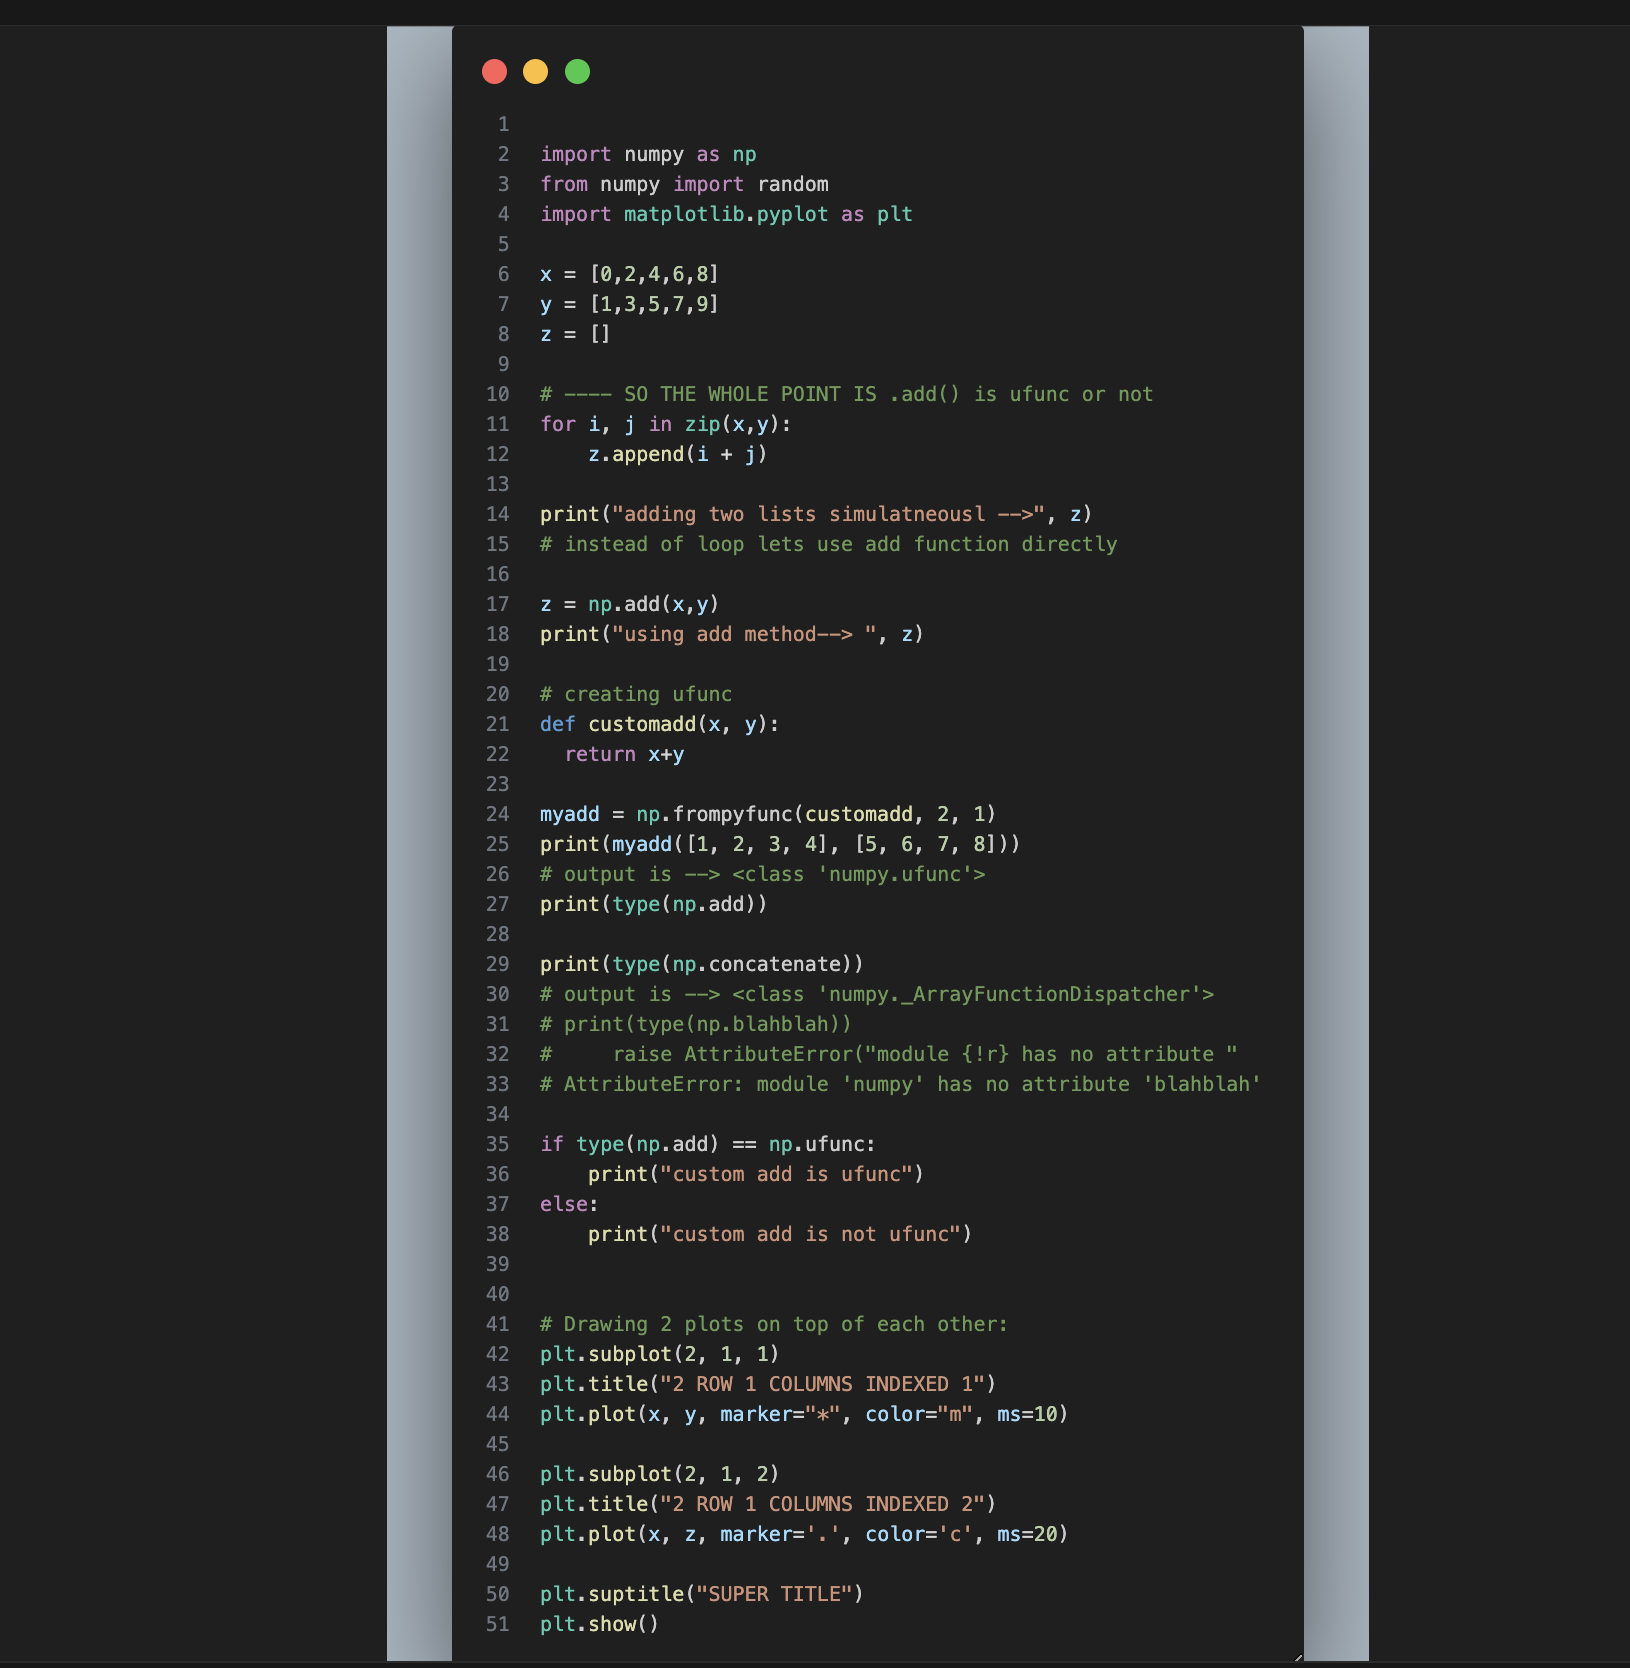 1
2 import numpy as np
3 from numpy import random
4 import matplotlib.pyplot as plt
5
6 x = [0,2,4,6,8]
7 y = [1,3,5,7,9]
8 z = []
9
10 # ---- SO THE WHOLE POINT IS .add() is ufunc or not
11 for i, j in zip(x,y):
12     z.append(i + j)
13
14 print("adding two lists simulatneousl -->", z)
15 # instead of loop lets use add function directly
16
17 z = np.add(x,y)
18 print("using add method--> ", z)
19
20 # creating ufunc
21 def customadd(x, y):
22   return x+y
23
24 myadd = np.frompyfunc(customadd, 2, 1)
25 print(myadd([1, 2, 3, 4], [5, 6, 7, 8]))
26 # output is --> <class 'numpy.ufunc'>
27 print(type(np.add))
28
29 print(type(np.concatenate))
30 # output is --> <class 'numpy._ArrayFunctionDispatcher'>
31 # print(type(np.blahblah))
32 #     raise AttributeError("module {!r} has no attribute "
33 # AttributeError: module 'numpy' has no attribute 'blahblah'
34
35 if type(np.add) == np.ufunc:
36     print("custom add is ufunc")
37 else:
38     print("custom add is not ufunc")
39
40
41 # Drawing 2 plots on top of each other:
42 plt.subplot(2, 1, 1)
43 plt.title("2 ROW 1 COLUMNS INDEXED 1")
44 plt.plot(x, y, marker="*", color="m", ms=10)
45
46 plt.subplot(2, 1, 2)
47 plt.title("2 ROW 1 COLUMNS INDEXED 2")
48 plt.plot(x, z, marker='.', color='c', ms=20)
49
50 plt.suptitle("SUPER TITLE")
51 plt.show()